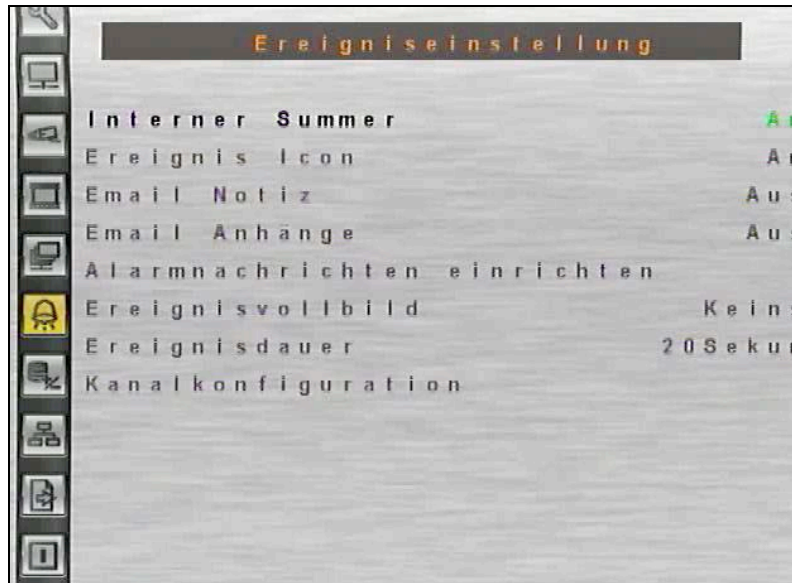 Ereigniseinstellung
Interner Summer
Ereignis Icon
Email Notiz
Email Anhänge
Alarmnachrichten einrichten
Ereignisvollbild
Ereignisdauer
Kanalkonfiguration